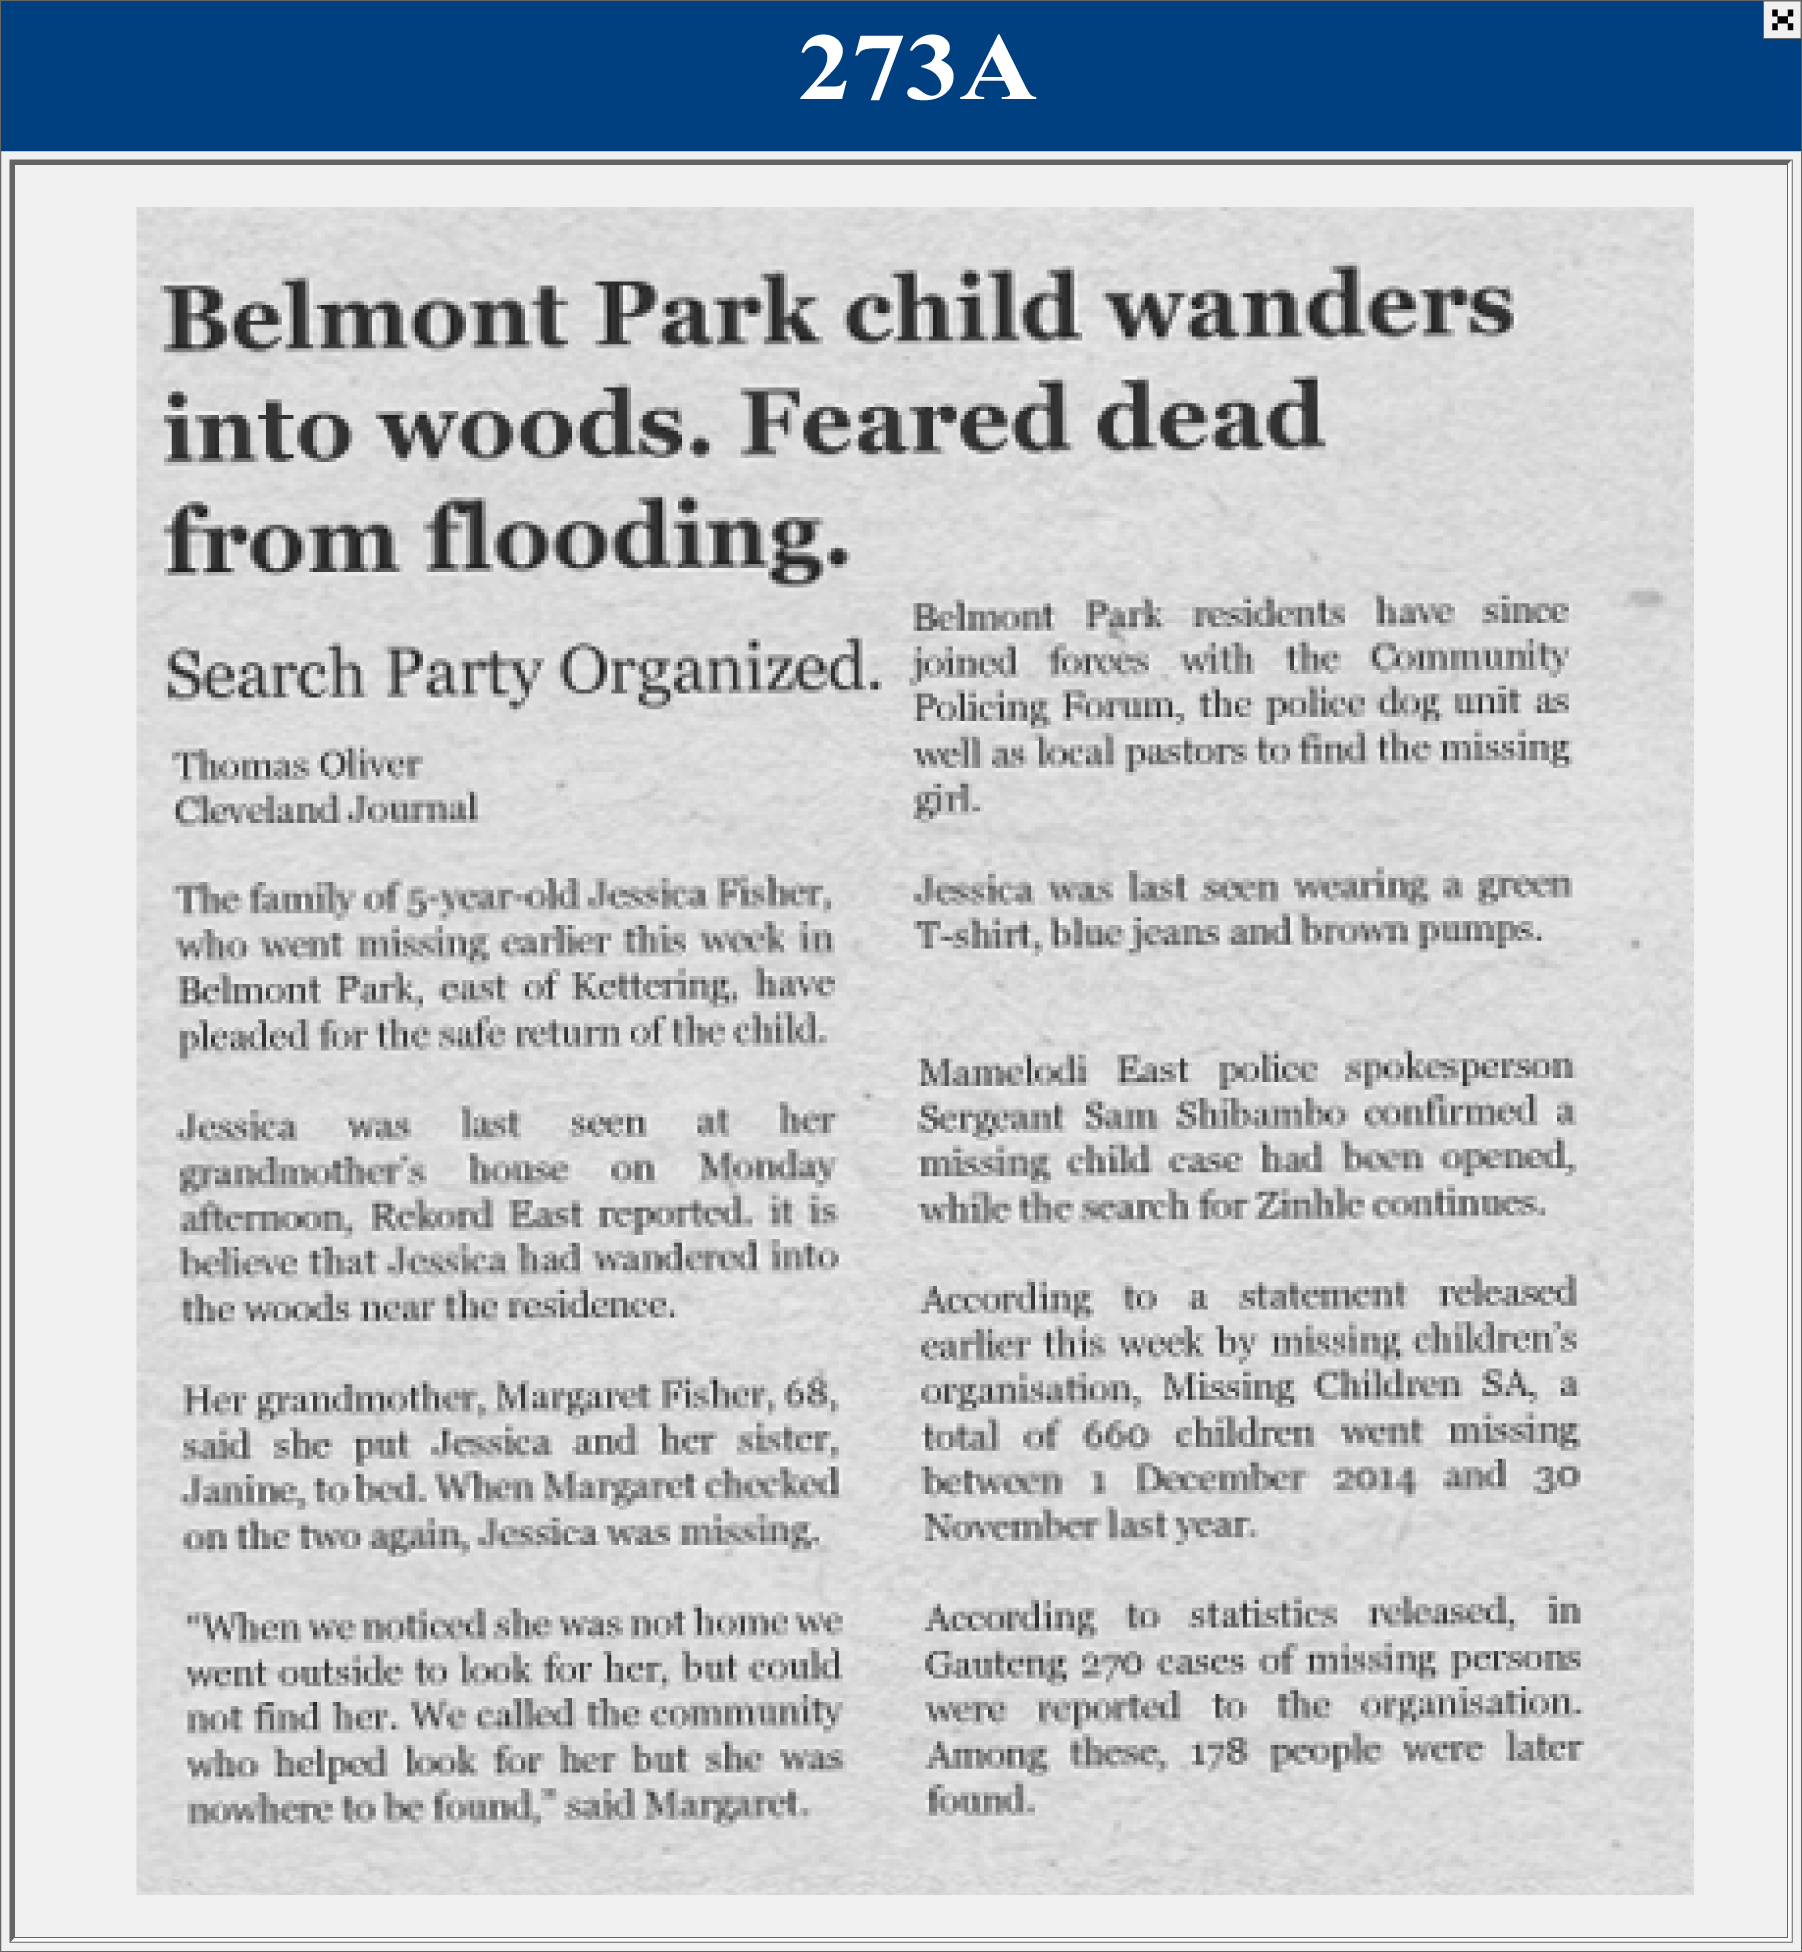 273A
Belmont Park child wanders
into woods. Feared dead
from flooding.
Search Party Organized.
Thomas Oliver
Cleveland Journal
The family of 5-year-old Jessica Fisher,
who went missing earlier this week in
Belmont Park, east of Kettering, have
pleaded for the safe return of the child.
Jessica was last seen at her
grandmother's house on Monday
afternoon, Rekord East reported. it is
believe that Jessica had wandered into
the woods near the residence.
Her grandmother, Margaret Fisher, 68,
said she put Jessica and her sister,
Janine, to bed. When Margaret checked
on the two again, Jessica was missing.
"When we noticed she was not home we
went outside to look for her, but could
not find her. We called the community
who helped look for her but she was
nowhere to be found," said Margaret.
Belmont Park residents have since
joined forces with the Community
Policing Forum, the police dog unit as
well as local pastors to find the missing
girl.
Jessica was last seen wearing a green
T-shirt, blue jeans and brown pumps.
Mamelodi East police spokesperson
Sergeant Sam Shibambo confirmed a
missing child case had been opened,
while the search for Zinhle continues.
According to a statement released
earlier this week by missing children's
organisation, Missing Children SA, a
total of 660 children went missing
between 1 December 2014 and 30
November last year.
According to statistics released, in
Gauteng 270 cases of missing persons
were reported to the organisation.
Among these, 178 people were later
found.